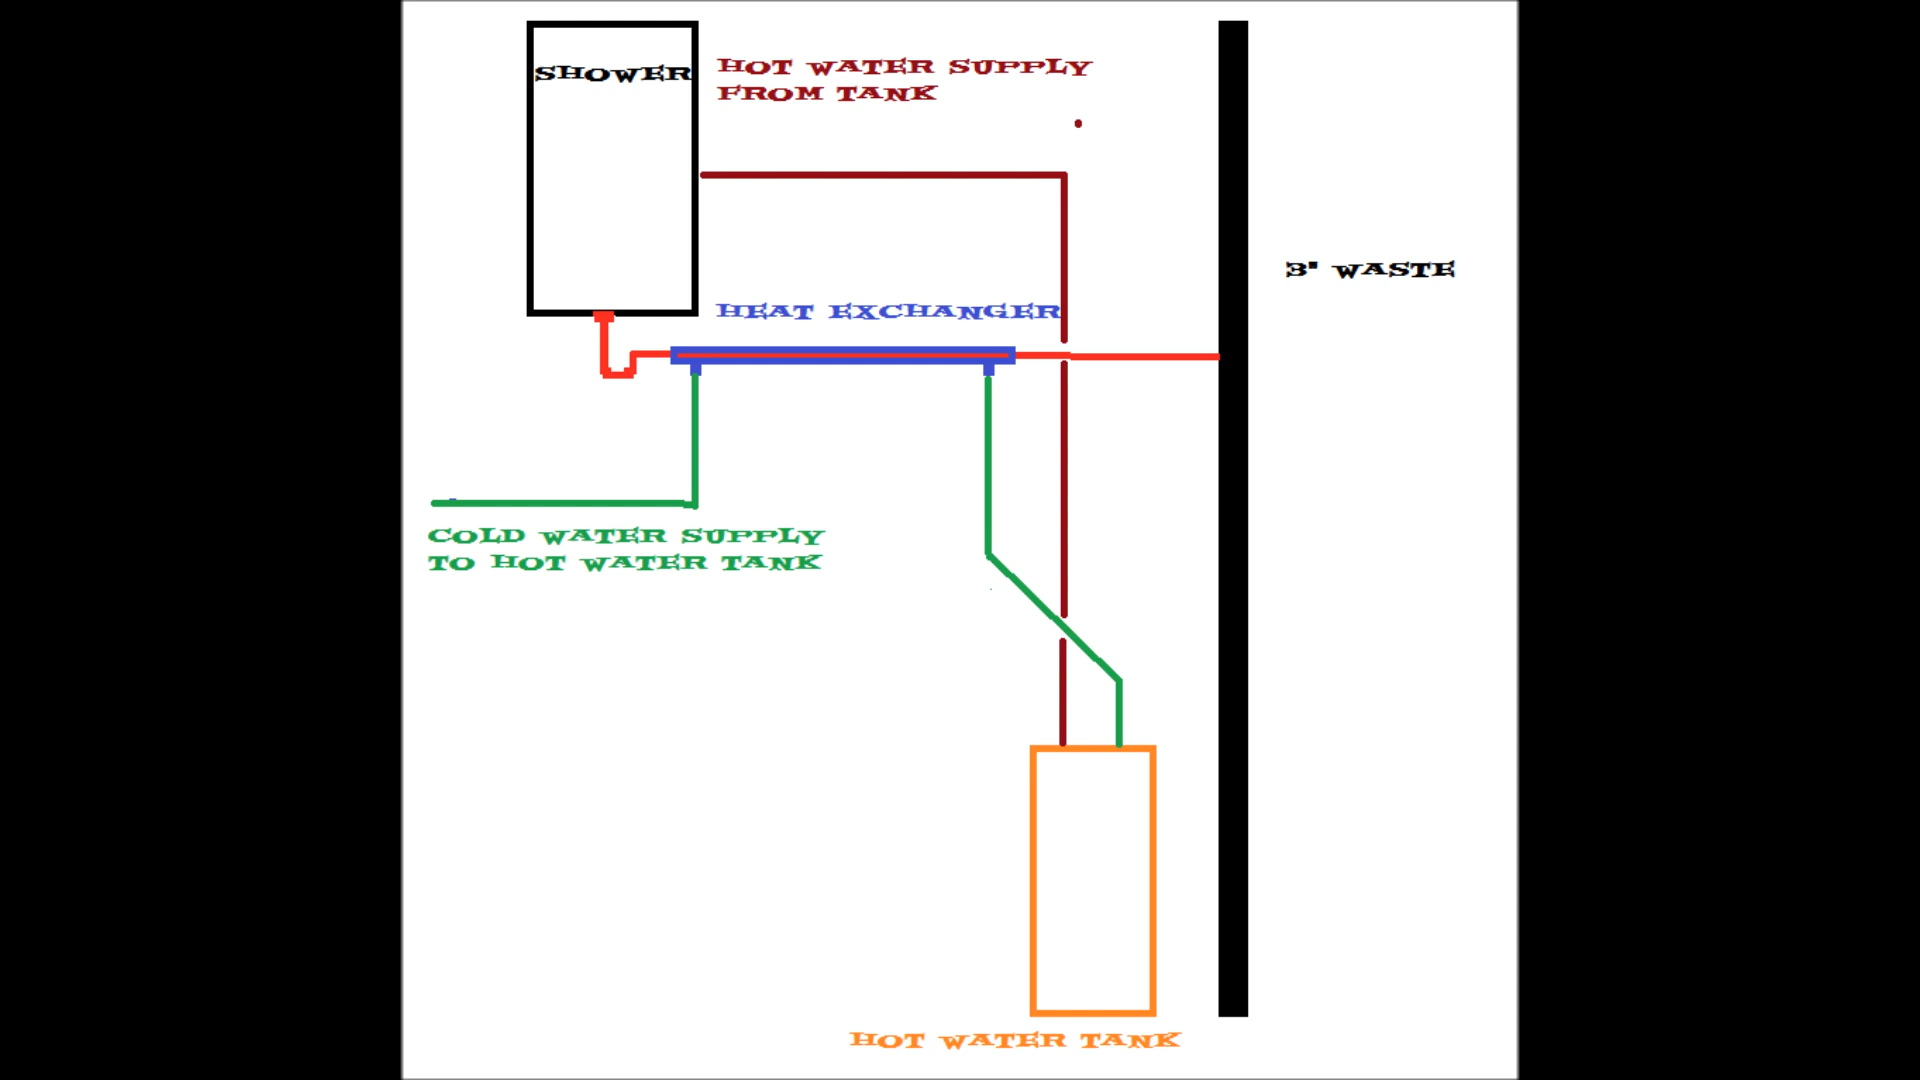 SHOWER
HOT WATER SUPPLY
FROM TANK
3" WASTE
HEAT EXCHANGER
COLD WATER SUPPLY
TO HOT WATER TANK
HOT WATER TANK